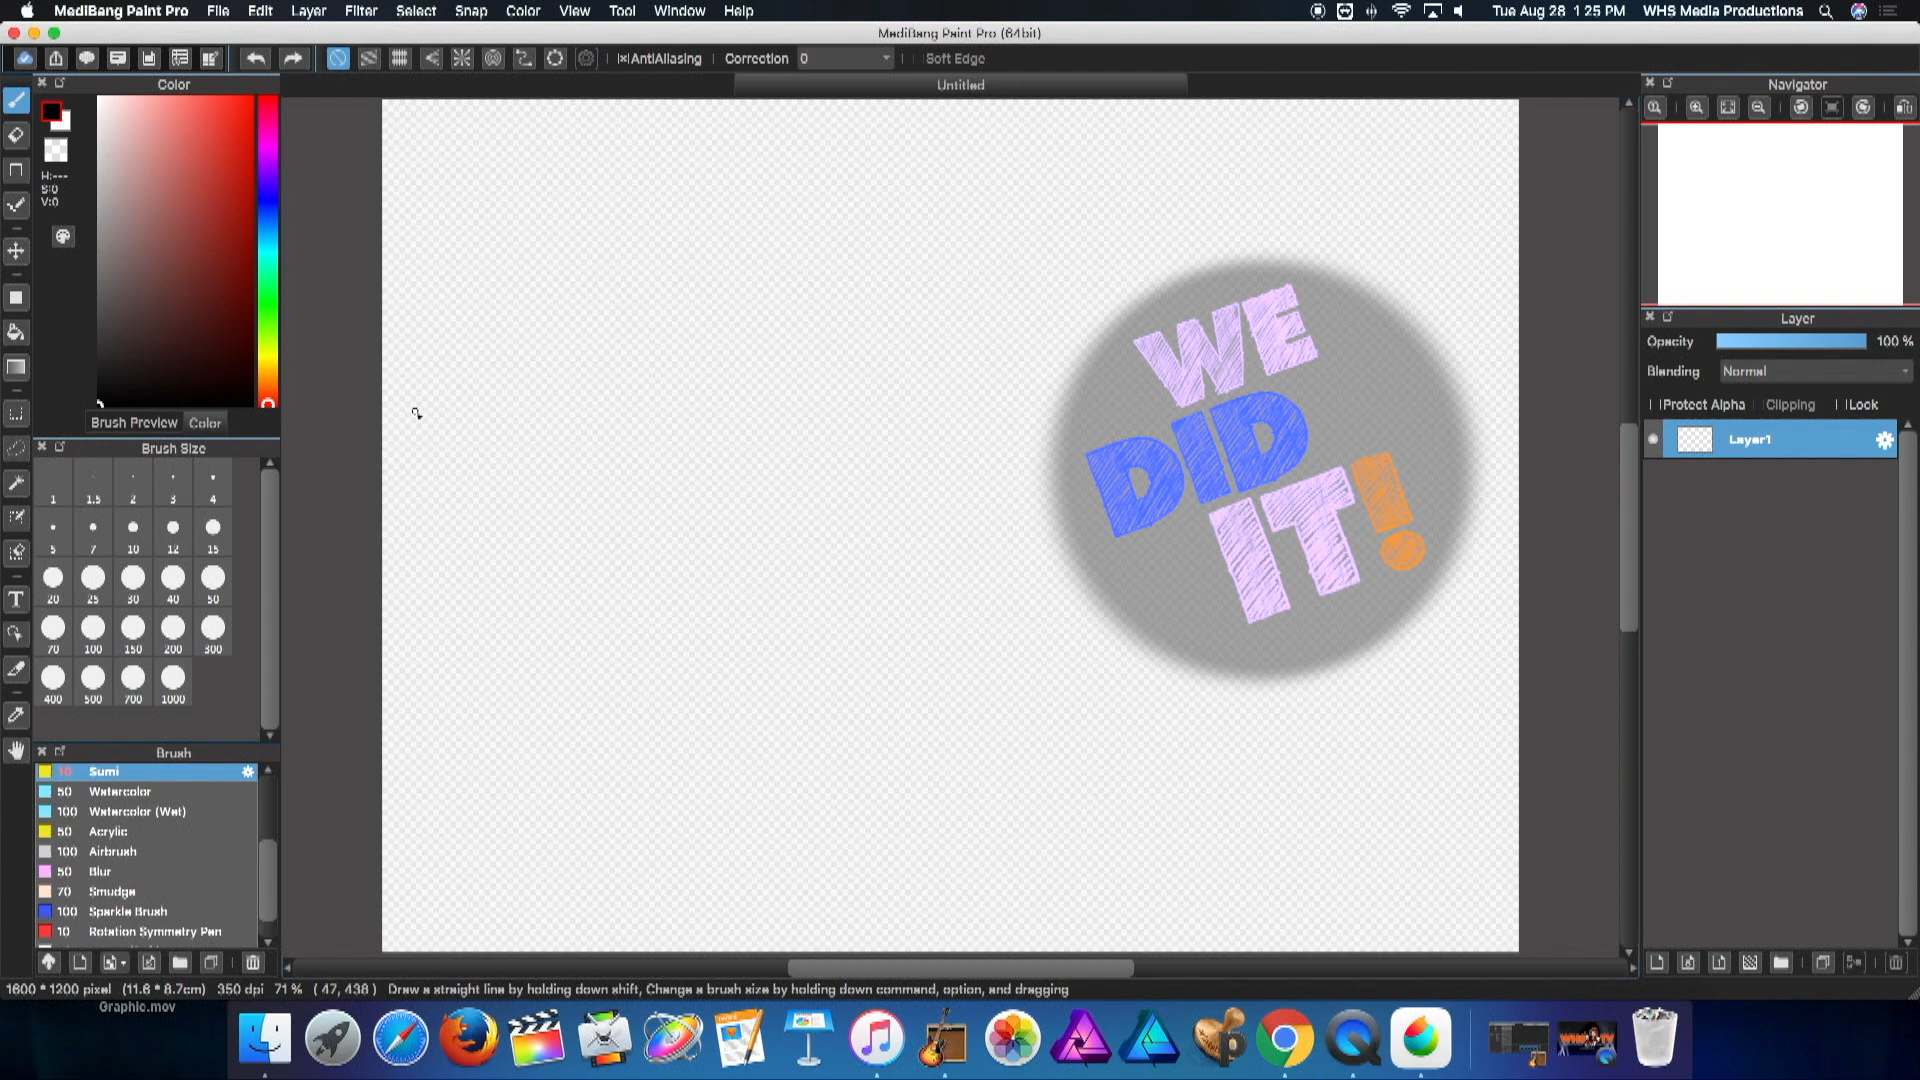 MediBang Paint Pro File Edit Layer Filter Select Snap Color View Tool Window Help Tue Aug 28 1:25 PM WHS Media Productions
MediBang Paint Pro (64bit)
AntiAliasing Correction 0 Soft Edge
Untitled
Color
H:---
S:0
V:0
Brush Preview Color
Brush Size
1 1.5 2 3 4
5 7 10 12 15
20 25 30 40 50
70 100 150 200 300
400 500 700 1000
Brush
10 Sumi
50 Watercolor
100 Watercolor (Wet)
50 Acrylic
100 Airbrush
50 Blur
70 Smudge
100 Sparkle Brush
10 Rotation Symmetry Pen
WE
DID
IT!
Navigator
Layer
Opacity 100 %
Blending Normal
Protect Alpha Clipping Lock
Layer1
1600 * 1200 pixel (11.6 * 8.7cm) 350 dpi 71 % ( 47, 438 ) Draw a straight line by holding down shift, Change a brush size by holding down command, option, and dragging
Graphic.mov